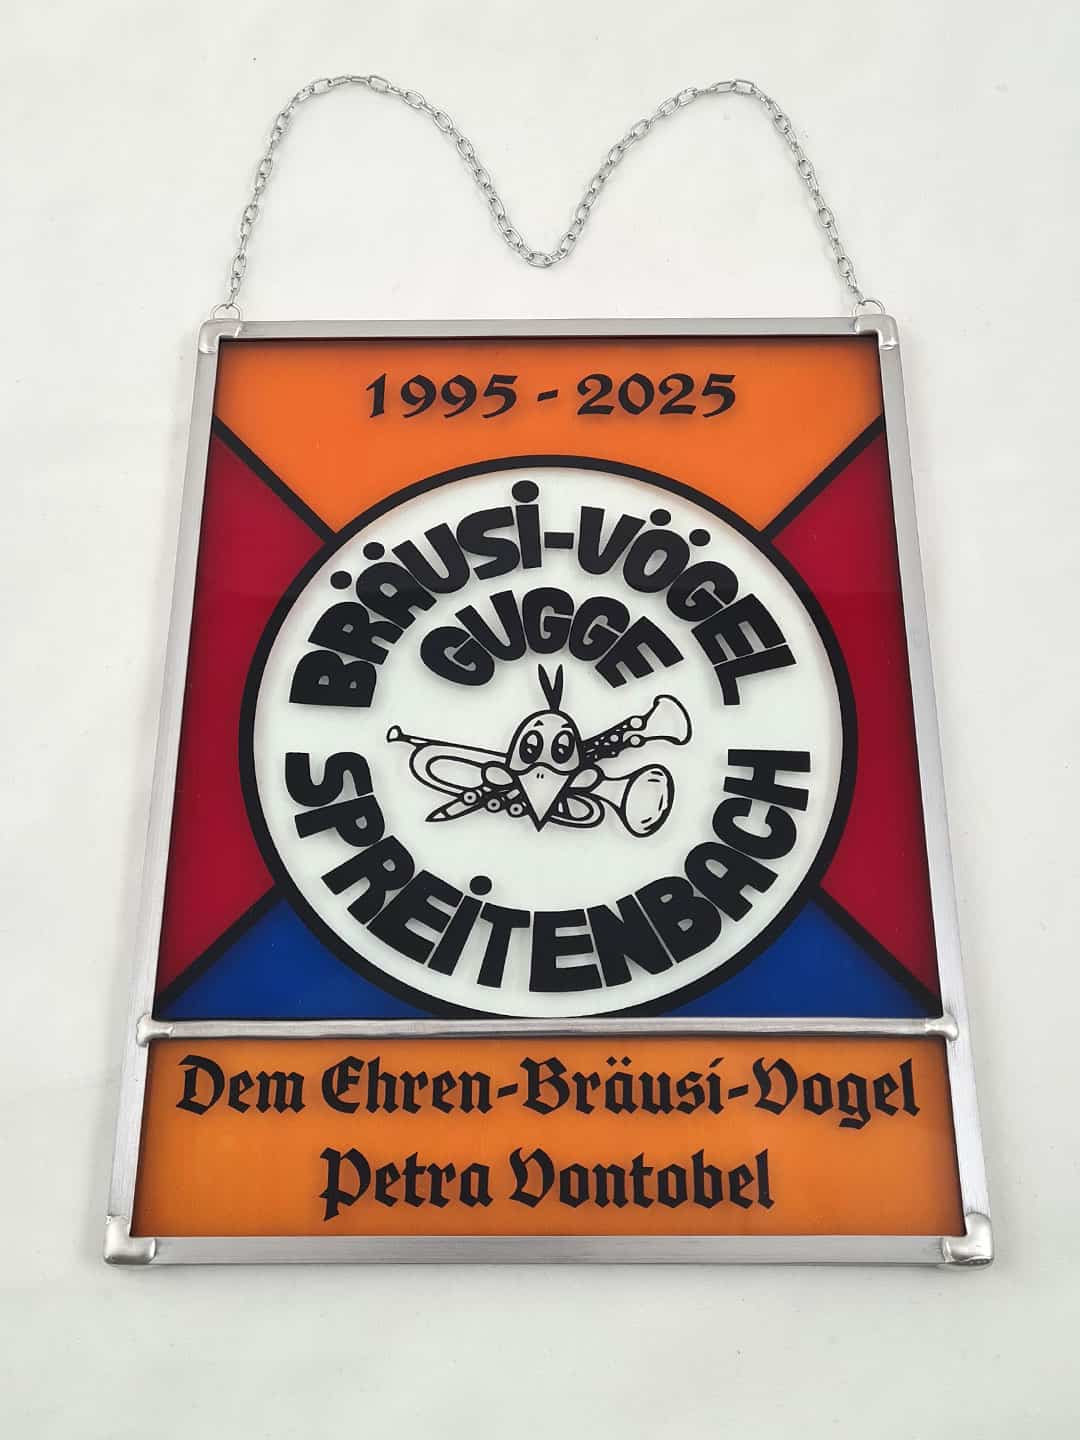 1995 - 2025
BRÄUSi-VÖGEL
GUGGE
SPREiTENBACH
Dem Ehren-Bräusi-Vogel
Petra Vontobel